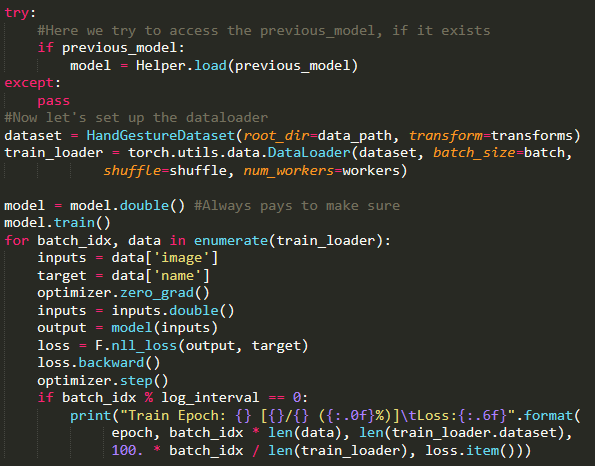 try:
#Here we try to access the previous_model, if it exists
if previous_model:
model = Helper.load(previous_model)
except:
pass
#Now let's set up the dataloader
dataset = HandGestureDataset(root_dir=data_path, transform=transforms)
train_loader = torch.utils.data.DataLoader(dataset, batch_size=batch,
shuffle=shuffle, num_workers=workers)
model = model.double() #Always pays to make sure
model.train()
for batch_idx, data in enumerate(train_loader):
inputs = data['image']
target = data['name']
optimizer.zero_grad()
inputs = inputs.double()
output = model(inputs)
loss = F.nll_loss(output, target)
loss.backward()
optimizer.step()
if batch_idx % log_interval == 0:
print("Train Epoch: {} [{}/{} ({:.0f}%)]\tLoss:{:.6f}".format(
epoch, batch_idx * len(data), len(train_loader.dataset),
100. * batch_idx / len(train_loader), loss.item()))